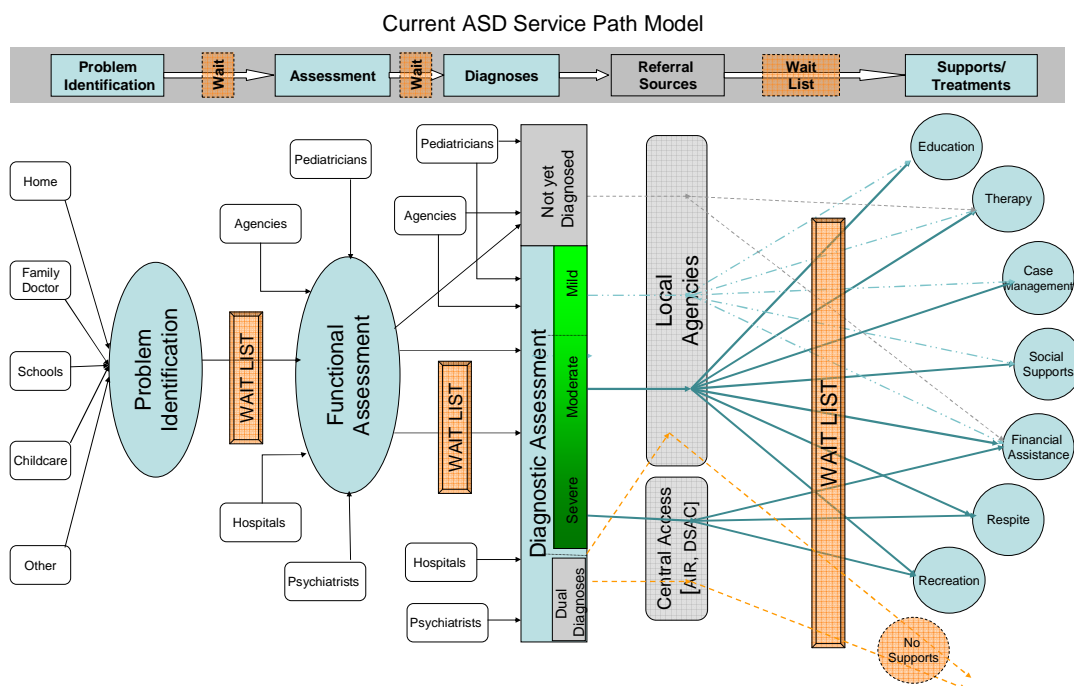 Current ASD Service Path Model
Problem
Identification
Wait
Assessment
Wait
Diagnoses
Referral
Sources
Wait
List
Supports/
Treatments
Home
Family
Doctor
Schools
Childcare
Other
Problem
Identification
WAIT LIST
Pediatricians
Agencies
Functional
Assessment
Hospitals
Psychiatrists
WAIT LIST
Pediatricians
Agencies
Hospitals
Psychiatrists
Not yet
Diagnosed
Diagnostic Assessment
Mild
Moderate
Severe
Dual
Diagnoses
Local
Agencies
Central Access
[AIR, DSAC]
WAIT LIST
Education
Therapy
Case
Management
Social
Supports
Financial
Assistance
Respite
Recreation
No
Supports